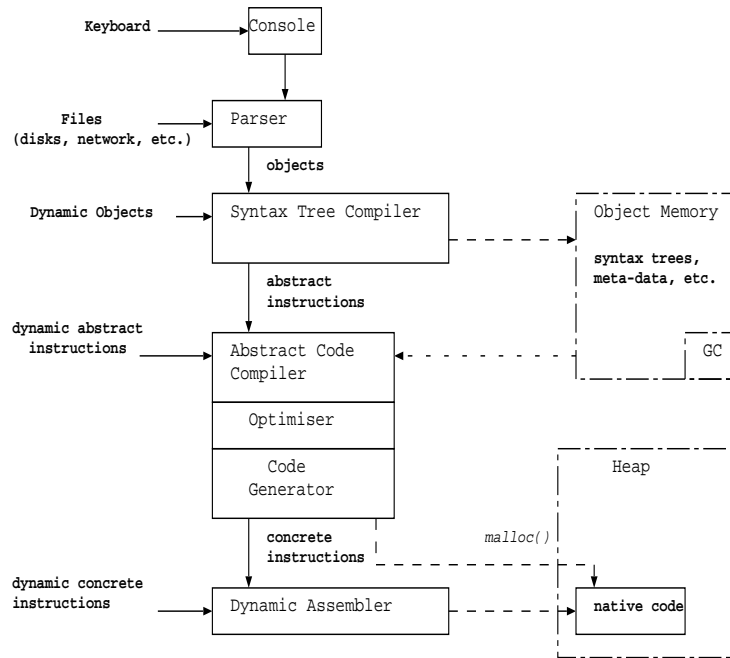 Keyboard
Console
Files
(disks, network, etc.)
Parser
objects
Dynamic Objects
Syntax Tree Compiler
Object Memory
syntax trees,
meta-data, etc.
abstract
instructions
dynamic abstract
instructions
Abstract Code
Compiler
GC
Optimiser
Code
Generator
Heap
concrete
instructions
malloc()
dynamic concrete
instructions
Dynamic Assembler
native code